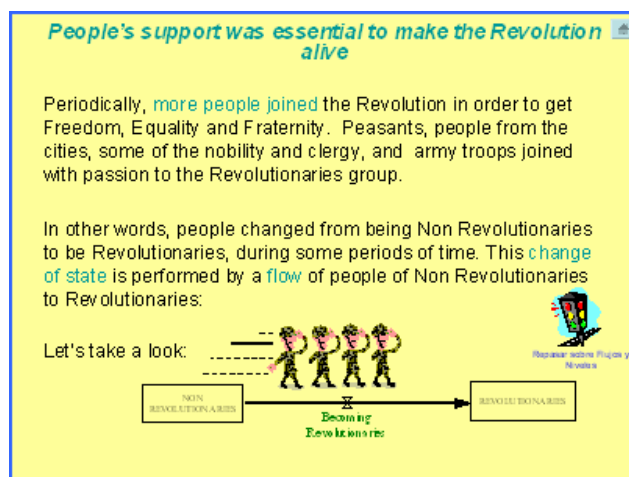 People's support was essential to make the Revolution
alive
Periodically, more people joined the Revolution in order to get
Freedom, Equality and Fraternity. Peasants, people from the
cities, some of the nobility and clergy, and army troops joined
with passion to the Revolutionaries group.
In other words, people changed from being Non Revolutionaries
to be Revolutionaries, during some periods of time. This change
of state is performed by a flow of people of Non Revolutionaries
to Revolutionaries:
Let's take a look:
Repasar sobre Flujos y
Niveles
NON
REVOLUTIONARIES
REVOLUTIONARIES
Becoming
Revolutionaries